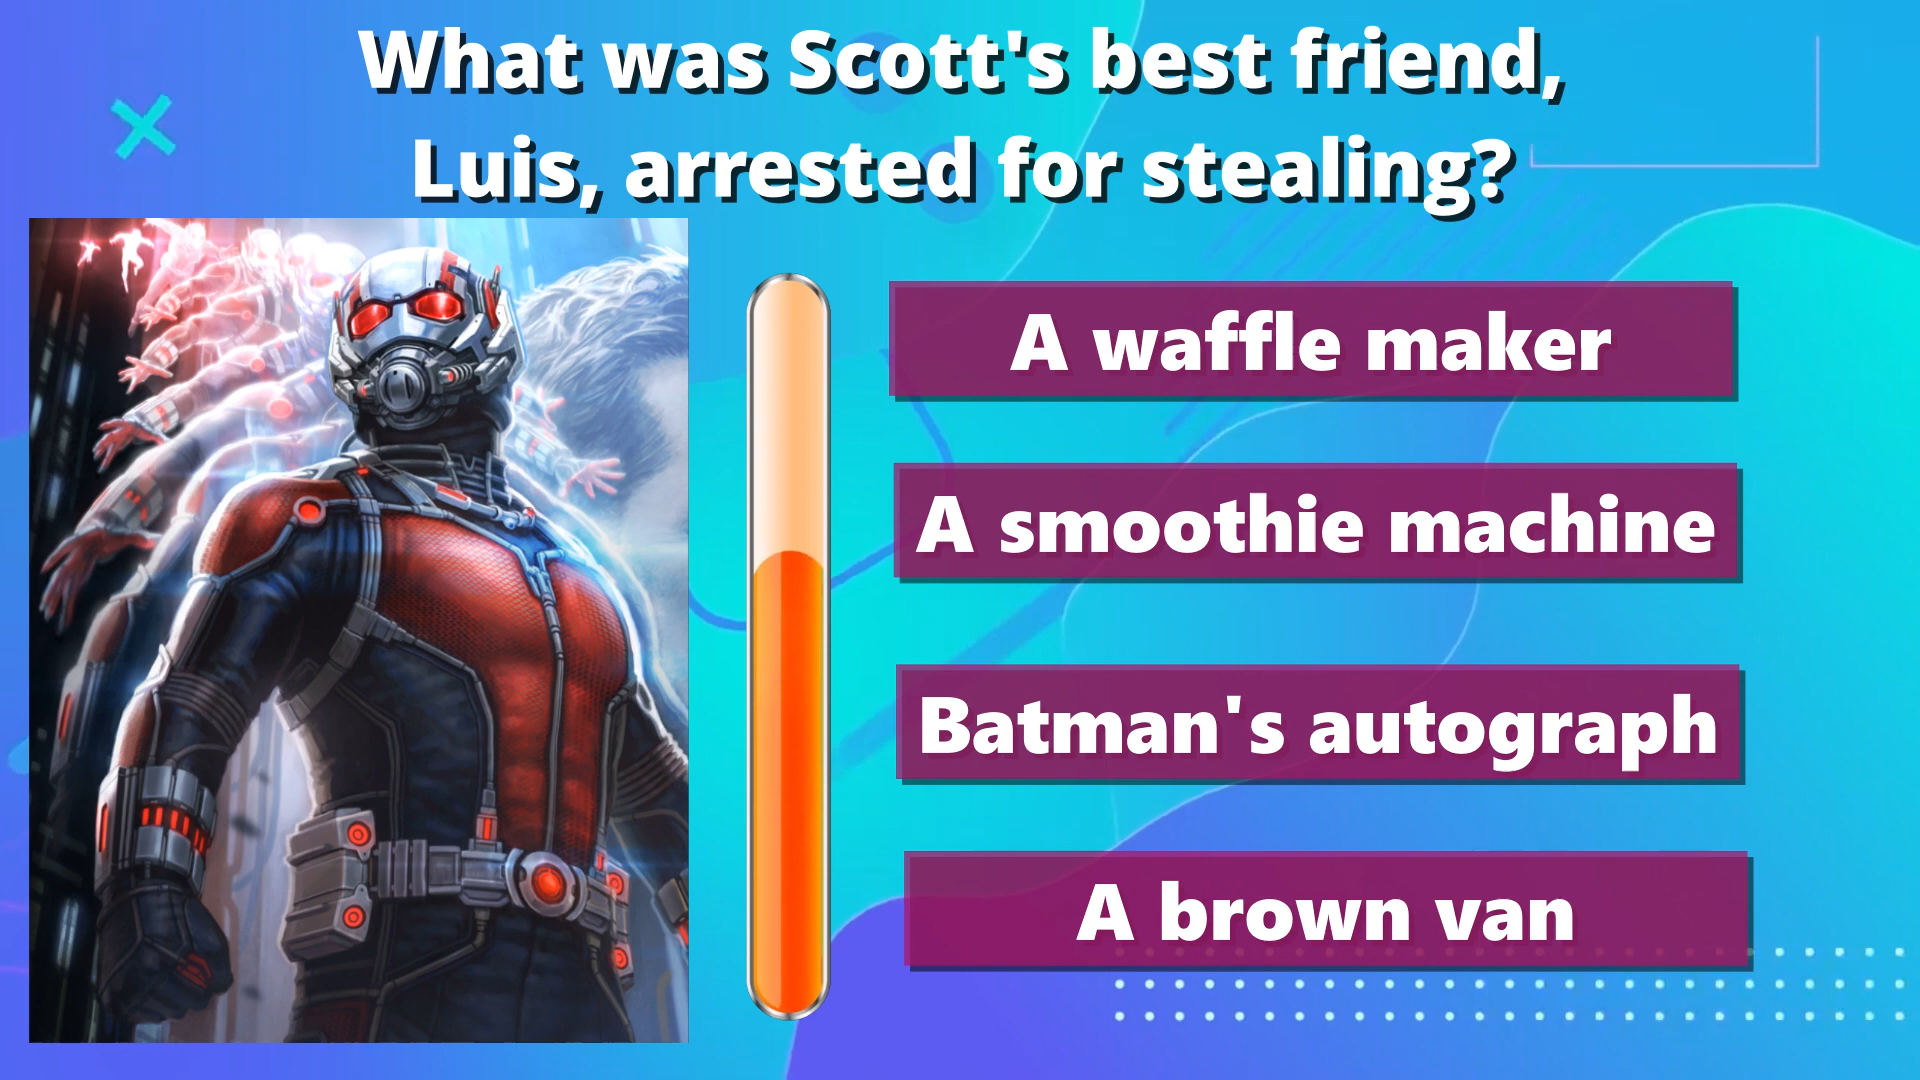 What was Scott's best friend,
Luis, arrested for stealing?
A waffle maker
A smoothie machine
Batman's autograph
A brown van